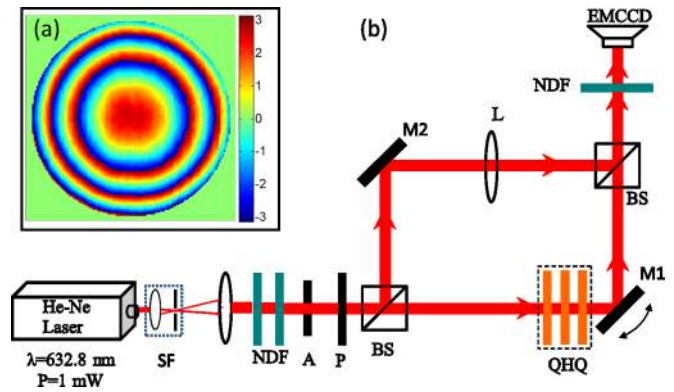 (a)
3
2
1
0
-1
-2
-3
(b)
EMCCD
NDF
M2
L
BS
M1
He-Ne
Laser
λ=632.8 nm
P=1 mW
SF
NDF
A
P
BS
QHQ